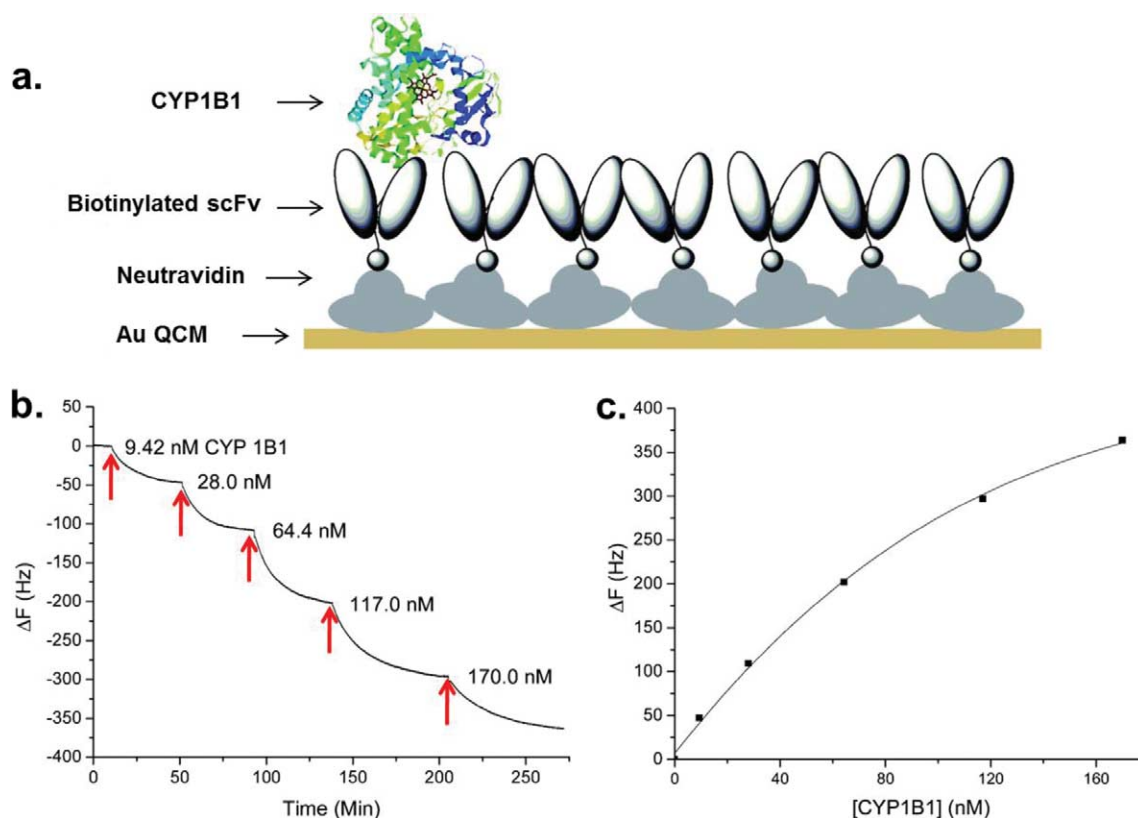 a.
CYP1B1
Biotinylated scFv
Neutravidin
Au QCM
b.
50
0
-50
-100
-150
-200
-250
-300
-350
-400
ΔF (Hz)
9.42 nM CYP 1B1
28.0 nM
64.4 nM
117.0 nM
170.0 nM
0 50 100 150 200 250
Time (Min)
c.
400
350
300
250
200
150
100
50
0
ΔF (Hz)
0 40 80 120 160
[CYP1B1] (nM)